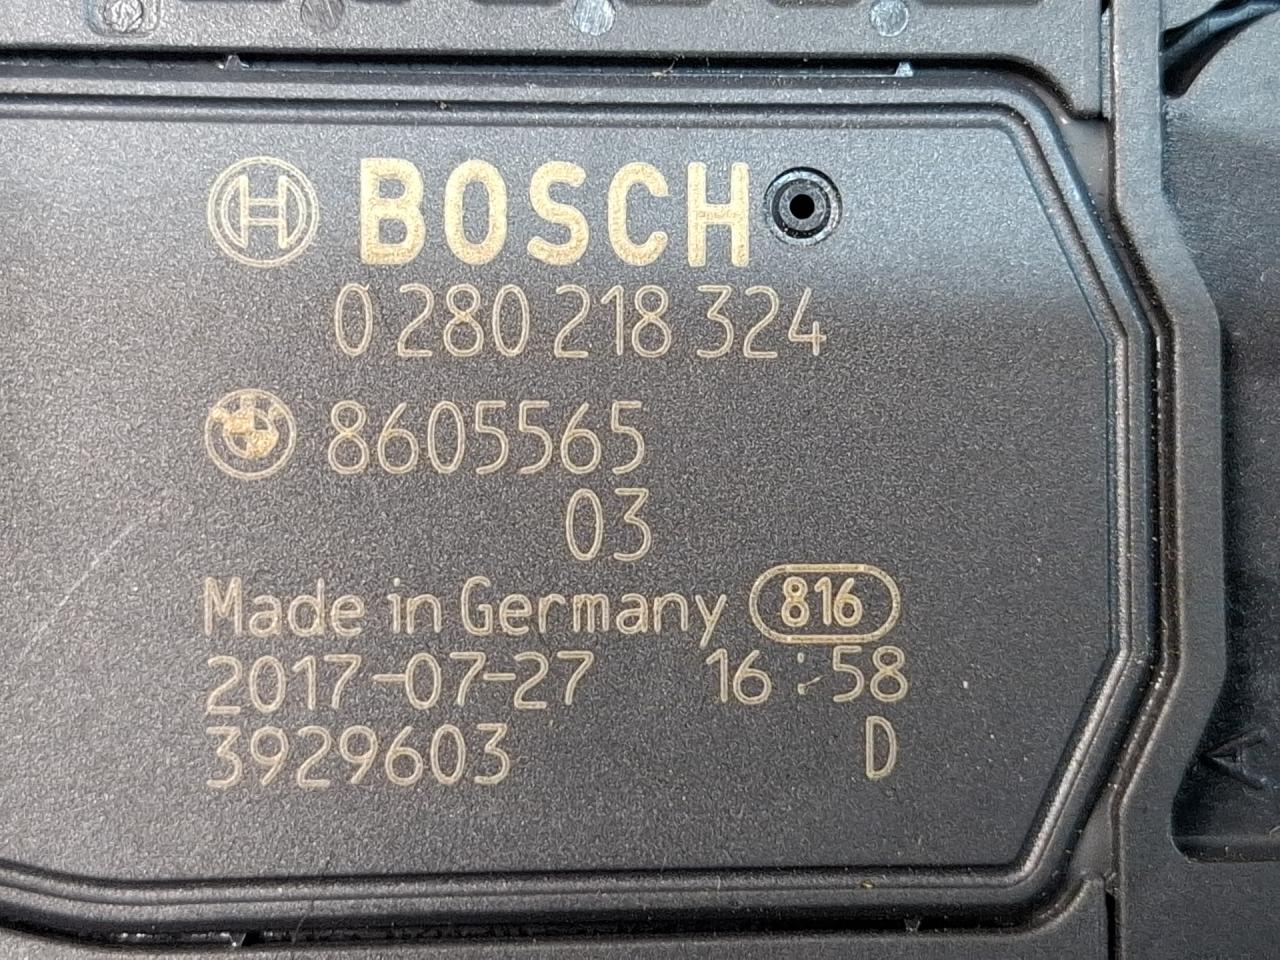 BOSCH
0 280 218 324
8605565
03
Made in Germany 816
2017-07-27 16:58
3929603 D